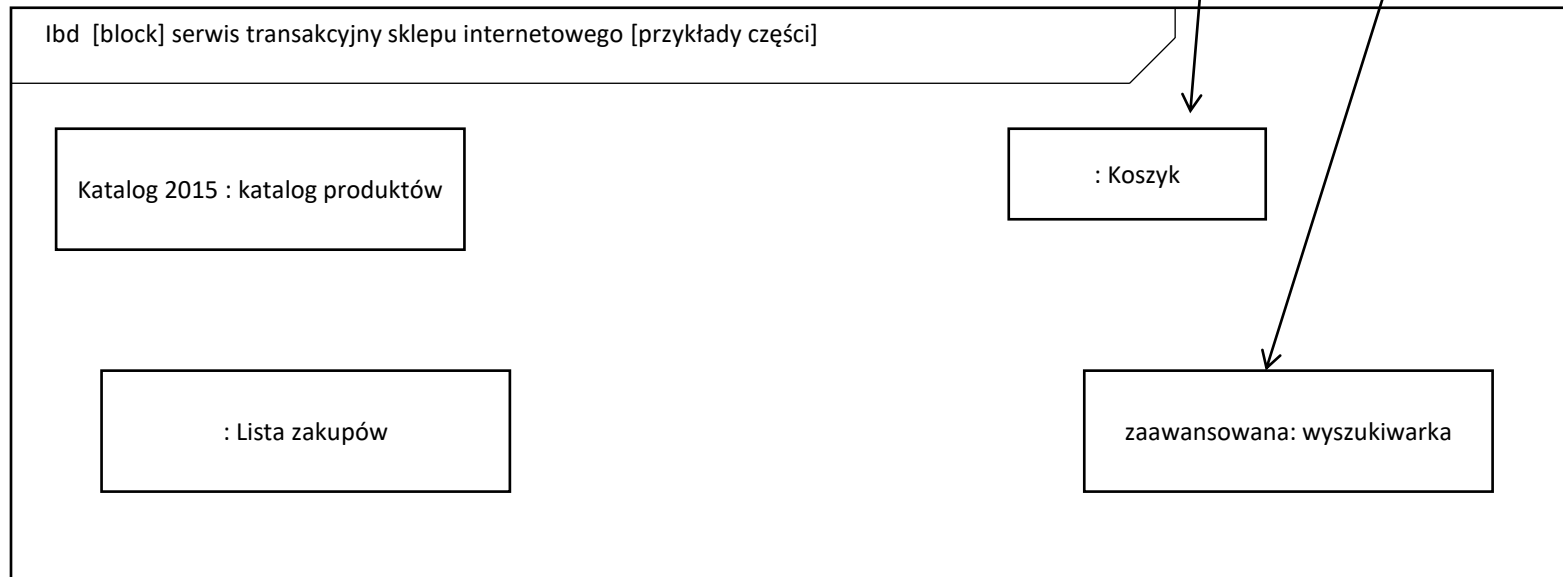 Ibd [block] serwis transakcyjny sklepu internetowego [przykłady części]
Katalog 2015 : katalog produktów
: Koszyk
: Lista zakupów
zaawansowana: wyszukiwarka